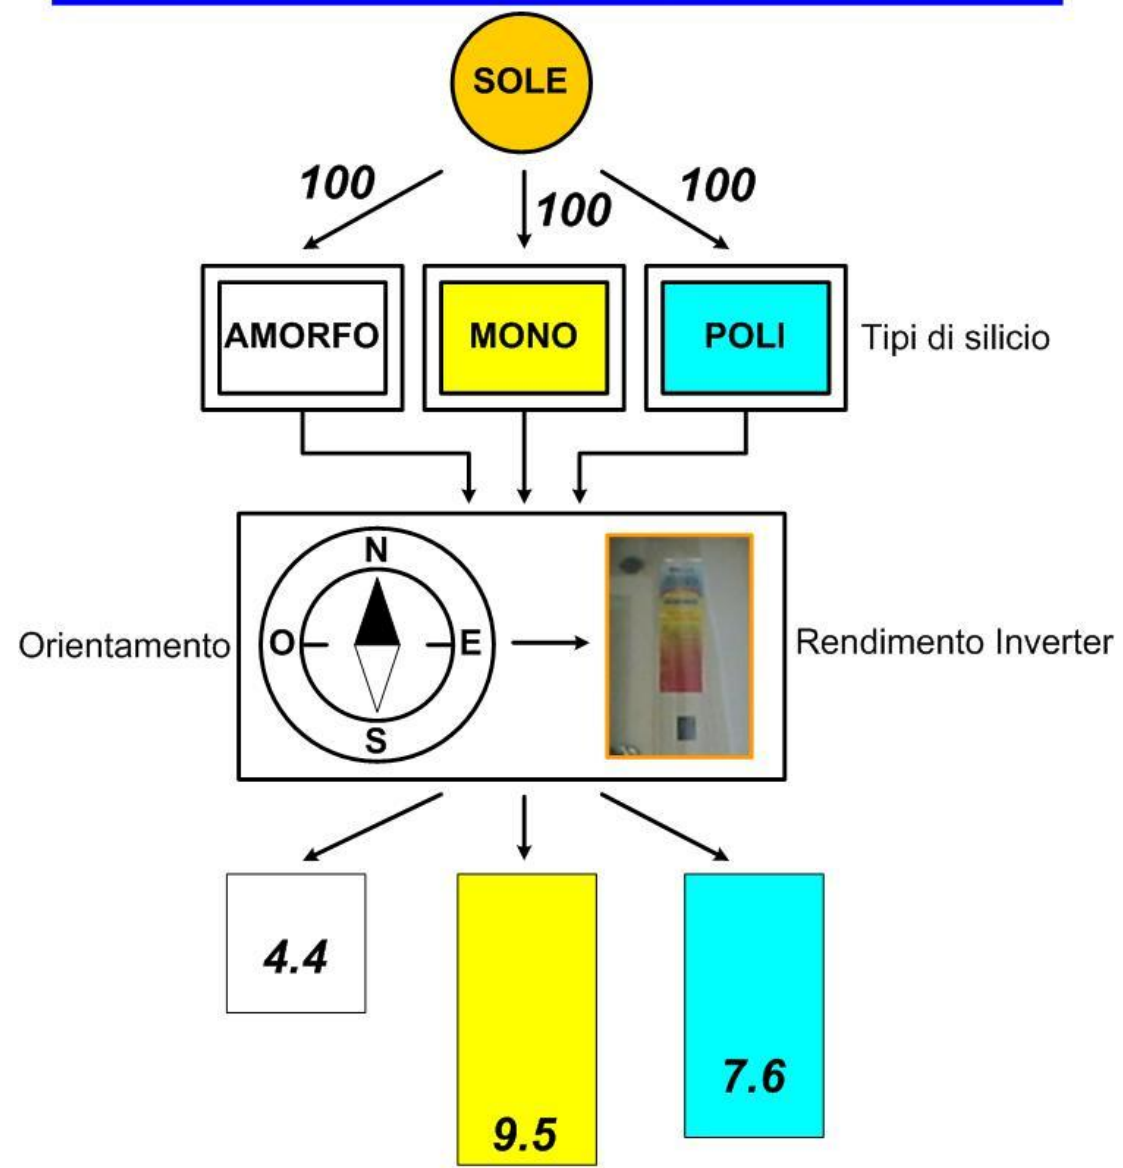 SOLE
100
100
100
AMORFO
MONO
POLI
Tipi di silicio
N
O
E
S
Orientamento
Rendimento Inverter
4.4
9.5
7.6